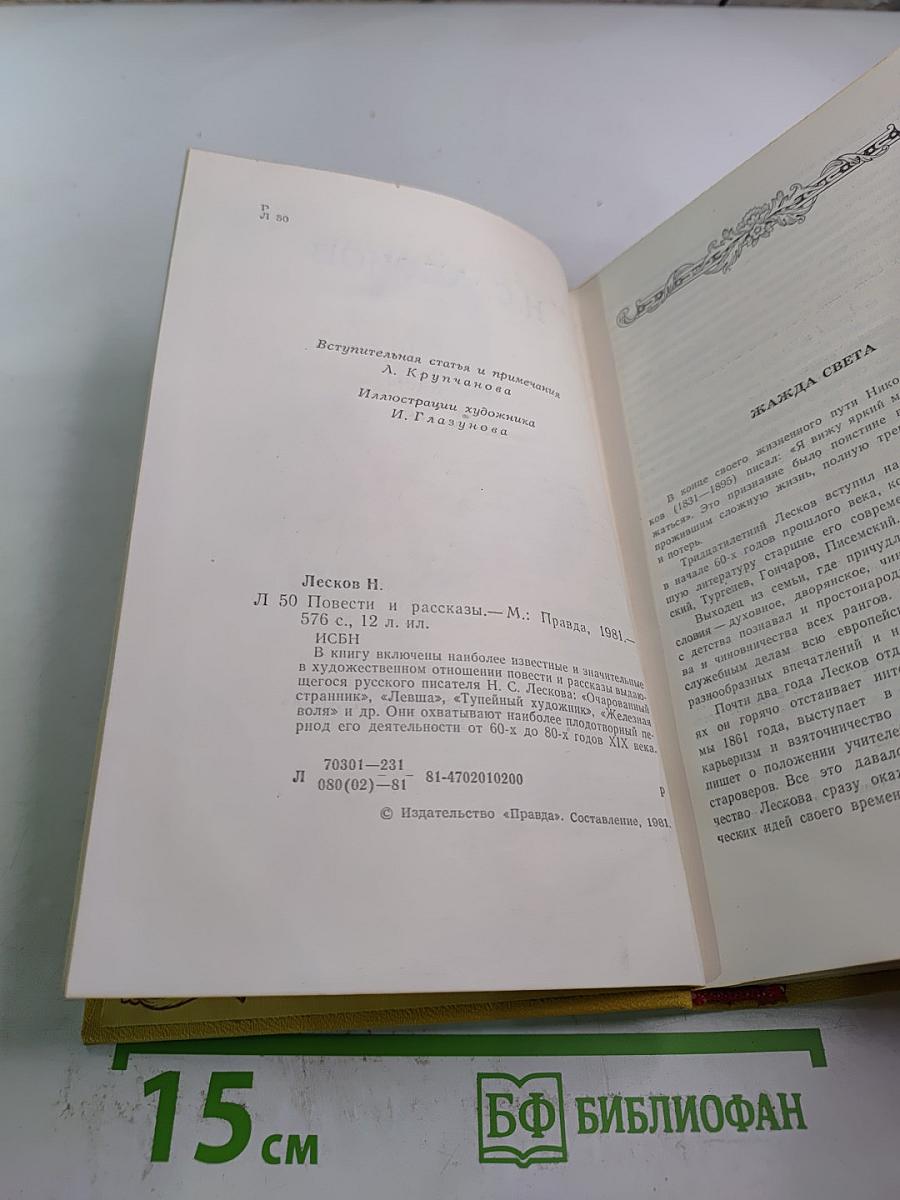 Р
Л 50
Вступительная статья и примечания
Л. Крупчанова
Иллюстрации художника
И. Глазунова
Лесков Н.
Л 50 Повести и рассказы.— М.: Правда, 1981.—
576 с., 12 л. ил.
ИСБН
В книгу включены наиболее известные и значительные
в художественном отношении повести и рассказы выдаю-
щегося русского писателя Н. С. Лескова: «Очарованный
странник», «Левша», «Тупейный художник», «Железная
воля» и др. Они охватывают наиболее плодотворный пе-
риод его деятельности от 60-х до 80-х годов XIX века.
Л 70301—231
080(02)—81 81-4702010200
Р
© Издательство «Правда». Составление, 1981.
ЖАЖДА СВЕТА
В конце своего жизненного пути Нико
ков (1831—1895) писал: «Я вижу яркий м
жаться». Это признание было поистине
прожившим сложную жизнь, полную тре
и потерь.
Тридцатилетний Лесков вступил на
в начале 60-х годов прошлого века, ко
шую литературу старшие его совреме
ский, Тургенев, Гончаров, Писемский.
Выходец из семьи, где причудл
словия — духовное, дворянское, чин
с детства познавал и простонарод
ва и чиновничества всех рангов.
служебным делам всю европейс
разнообразных впечатлений и н
Почти два года Лесков отд
ях он горячо отстаивает инте
мы 1861 года, выступает в
карьеризм и взяточничество
пишет о положении учителе
староверов. Все это давало
чество Лескова сразу оказ
ческих идей своего времен
15 см
БФ БИБЛИОФАН